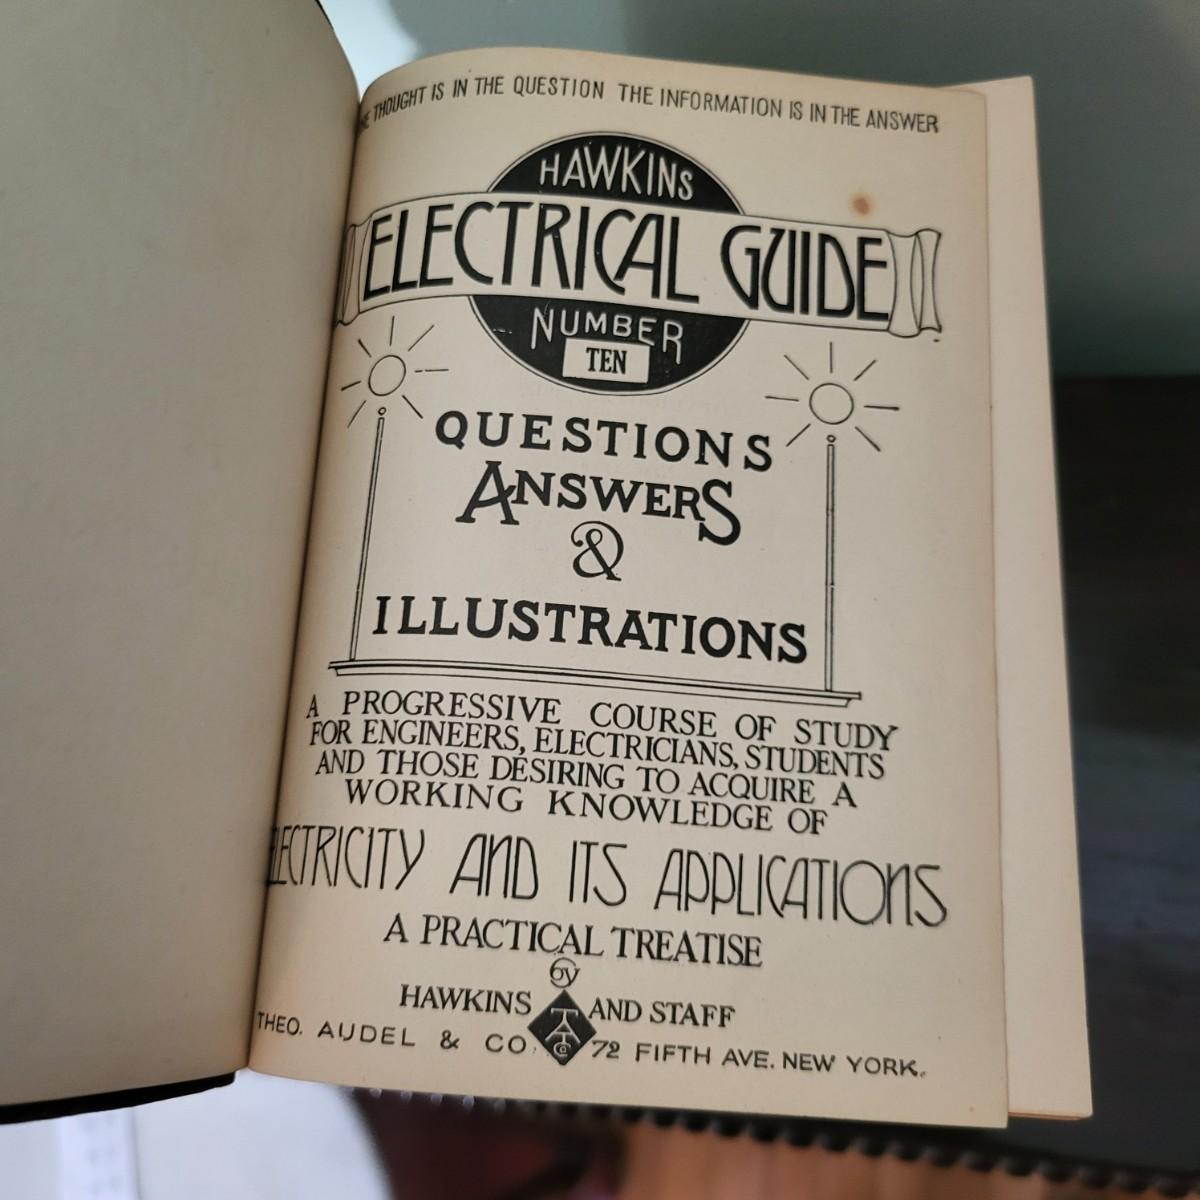 THOUGHT IS IN THE QUESTION THE INFORMATION IS IN THE ANSWER
HAWKINS
ELECTRICAL GUIDE
NUMBER
TEN
QUESTIONS
ANSWERS
&
ILLUSTRATIONS
A PROGRESSIVE COURSE OF STUDY
FOR ENGINEERS, ELECTRICIANS, STUDENTS
AND THOSE DESIRING TO ACQUIRE A
WORKING KNOWLEDGE OF
ELECTRICITY AND ITS APPLICATIONS
A PRACTICAL TREATISE
by
HAWKINS AND STAFF
THEO. AUDEL & CO. 72 FIFTH AVE. NEW YORK.